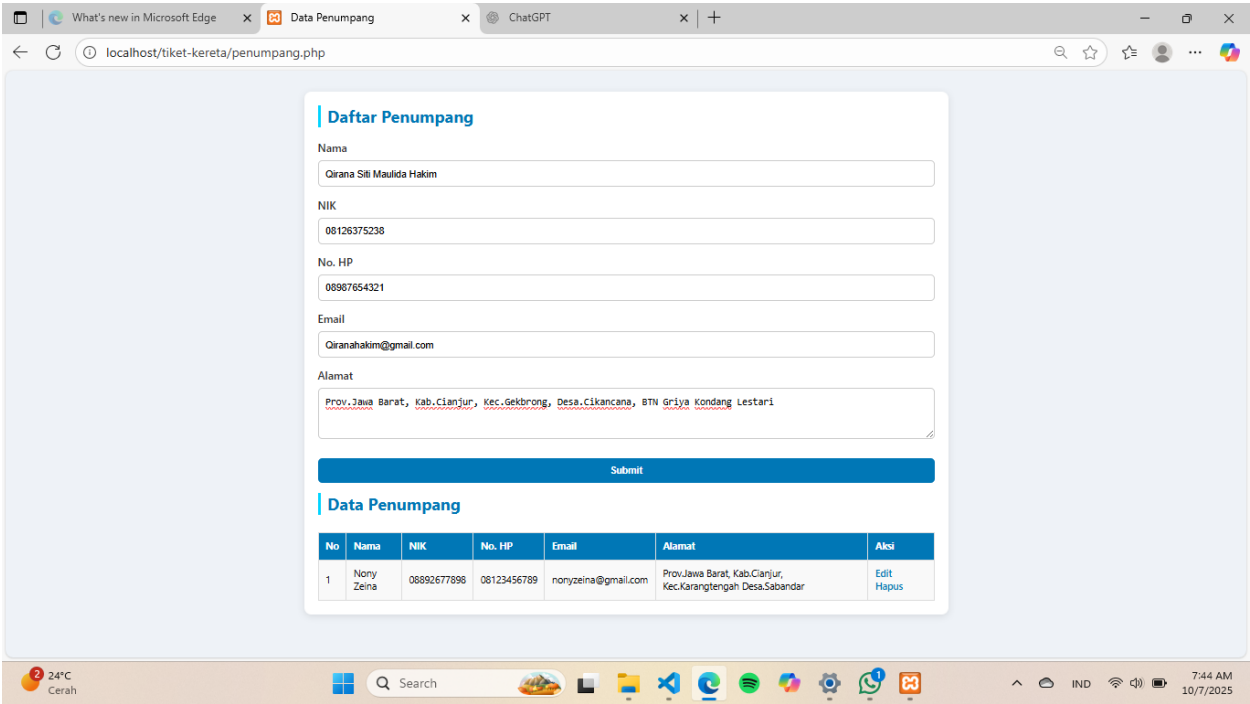 What's new in Microsoft Edge
Data Penumpang
ChatGPT
localhost/tiket-kereta/penumpang.php
Daftar Penumpang
Nama
Qirana Siti Maulida Hakim
NIK
08126375238
No. HP
08987654321
Email
Qiranahakim@gmail.com
Alamat
Prov.Jawa Barat, Kab.Cianjur, Kec.Gekbrong, Desa.Cikancana, BTN Griya Kondang Lestari
Submit
Data Penumpang
No Nama NIK No. HP Email Alamat Aksi
1 Nony Zeina 08892677898 08123456789 nonyzeina@gmail.com Prov.Jawa Barat, Kab.Cianjur, Kec.Karangtengah Desa.Sabandar Edit Hapus
2
24°C
Cerah
Search
1
IND
7:44 AM
10/7/2025